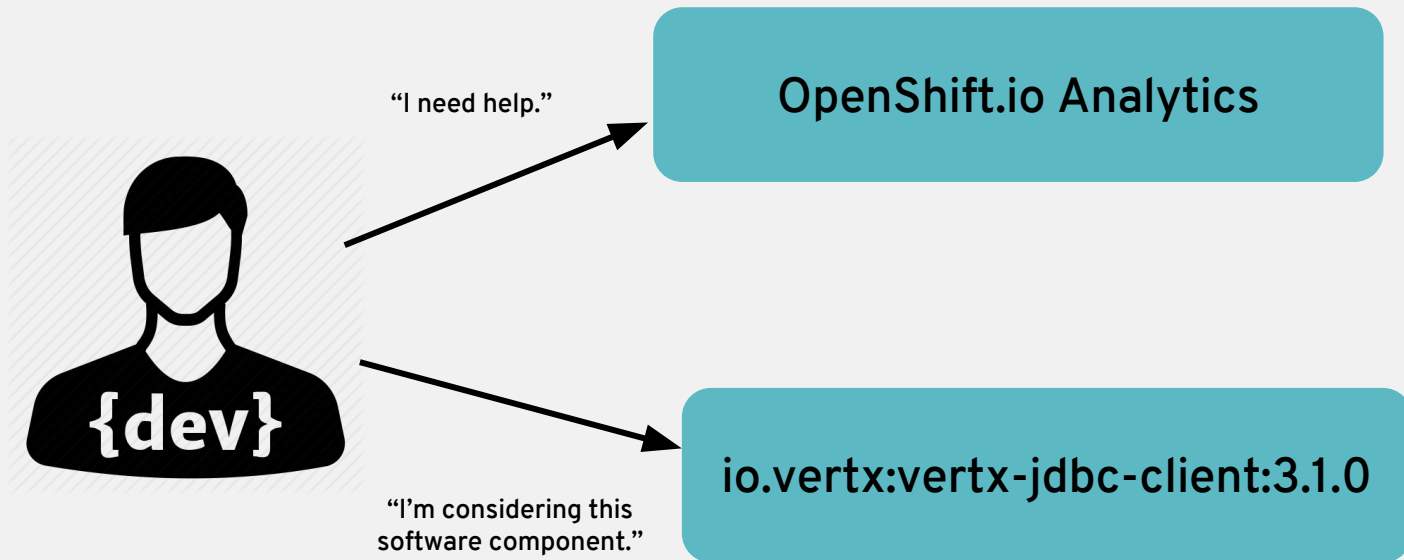 “I need help.”
OpenShift.io Analytics
{dev}
io.vertx:vertx-jdbc-client:3.1.0
“I’m considering this
software component.”